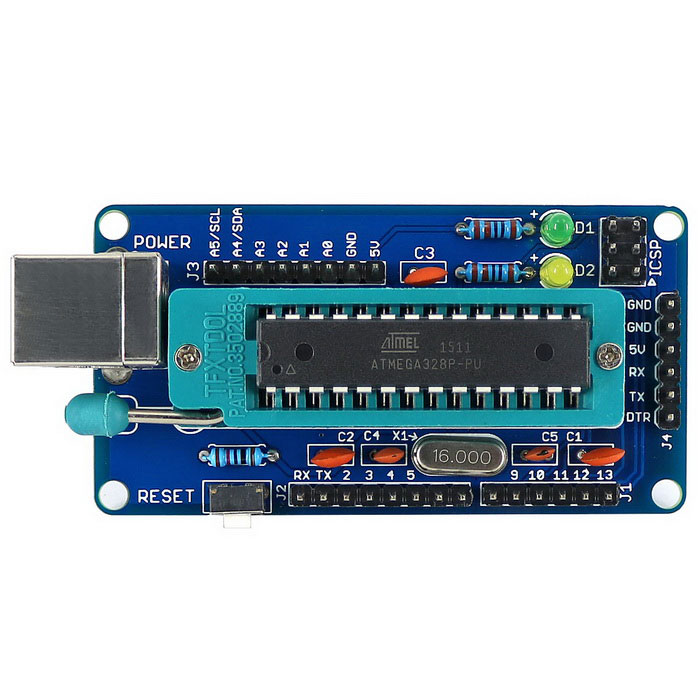 POWER
J3
A5/SCL
A4/SDA
A3
A2
A1
A0
GND
5V
C3
+
D1
+
D2
ICSP
TFXTOOL
PAT.NO.3502889
ATMEL 1511
ATMEGA328P-PU
GND
GND
5V
RX
TX
DTR
J4
C2 C4 X1 C5 C1
16.000
RX TX 2 3 4 5 9 10 11 12 13
RESET
J2
J1